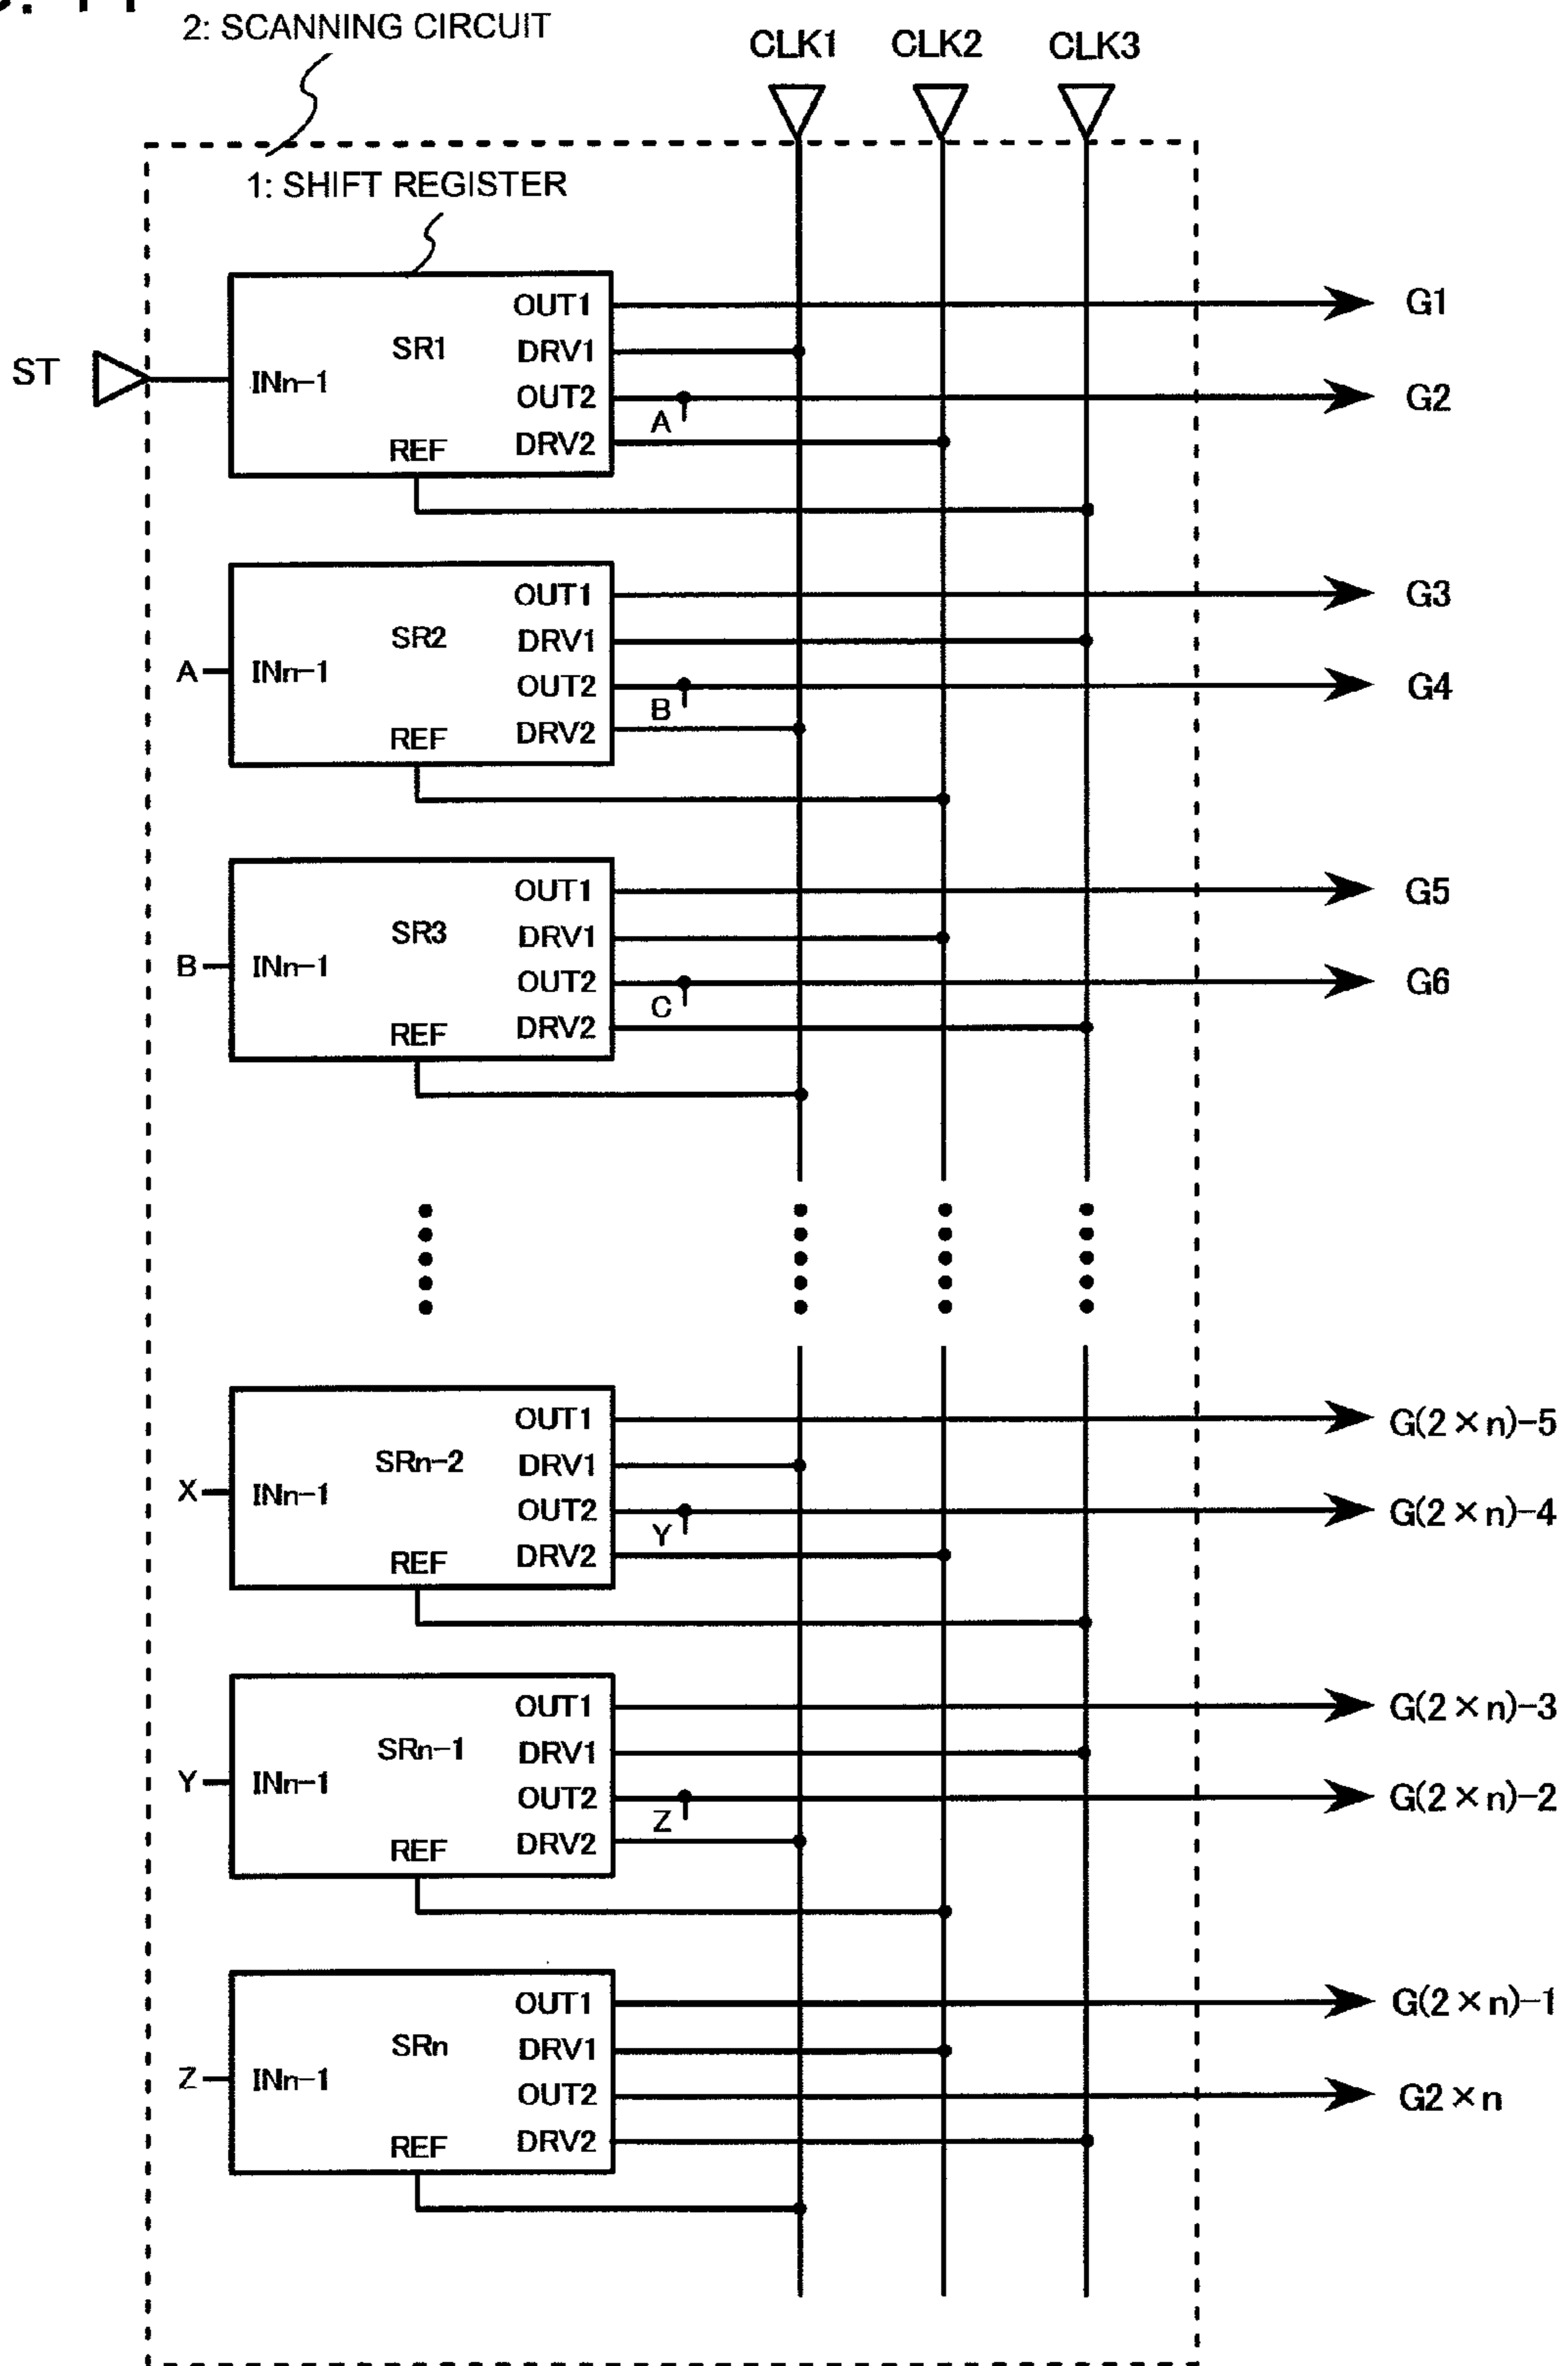 2: SCANNING CIRCUIT
CLK1 CLK2 CLK3
1: SHIFT REGISTER
ST
INn-1
SR1
REF
OUT1
DRV1
OUT2
DRV2
A
G1
G2
A
INn-1
SR2
REF
OUT1
DRV1
OUT2
DRV2
B
G3
G4
B
INn-1
SR3
REF
OUT1
DRV1
OUT2
DRV2
C
G5
G6
X
INn-1
SRn-2
REF
OUT1
DRV1
OUT2
DRV2
Y
G(2×n)-5
G(2×n)-4
Y
INn-1
SRn-1
REF
OUT1
DRV1
OUT2
DRV2
Z
G(2×n)-3
G(2×n)-2
Z
INn-1
SRn
REF
OUT1
DRV1
OUT2
DRV2
G(2×n)-1
G2×n